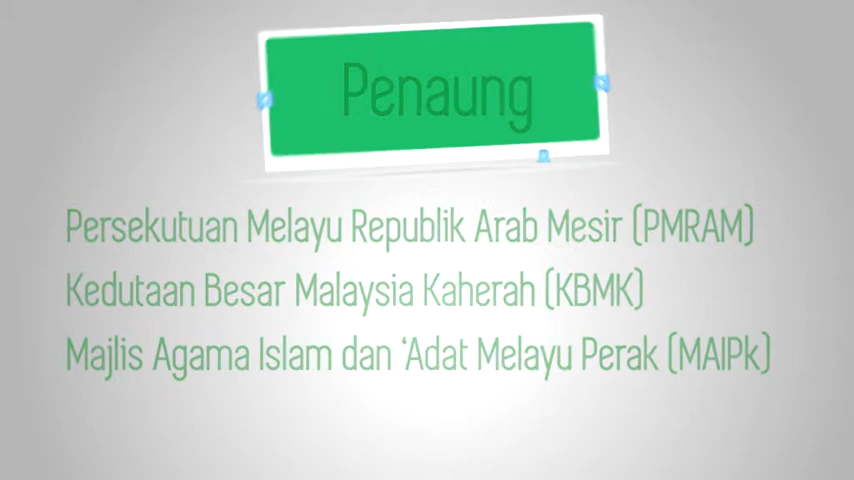 Penaung
Persekutuan Melayu Republik Arab Mesir (PMRAM)
Kedutaan Besar Malaysia Kaherah (KBMK)
Majlis Agama Islam dan ‘Adat Melayu Perak (MAIPk)